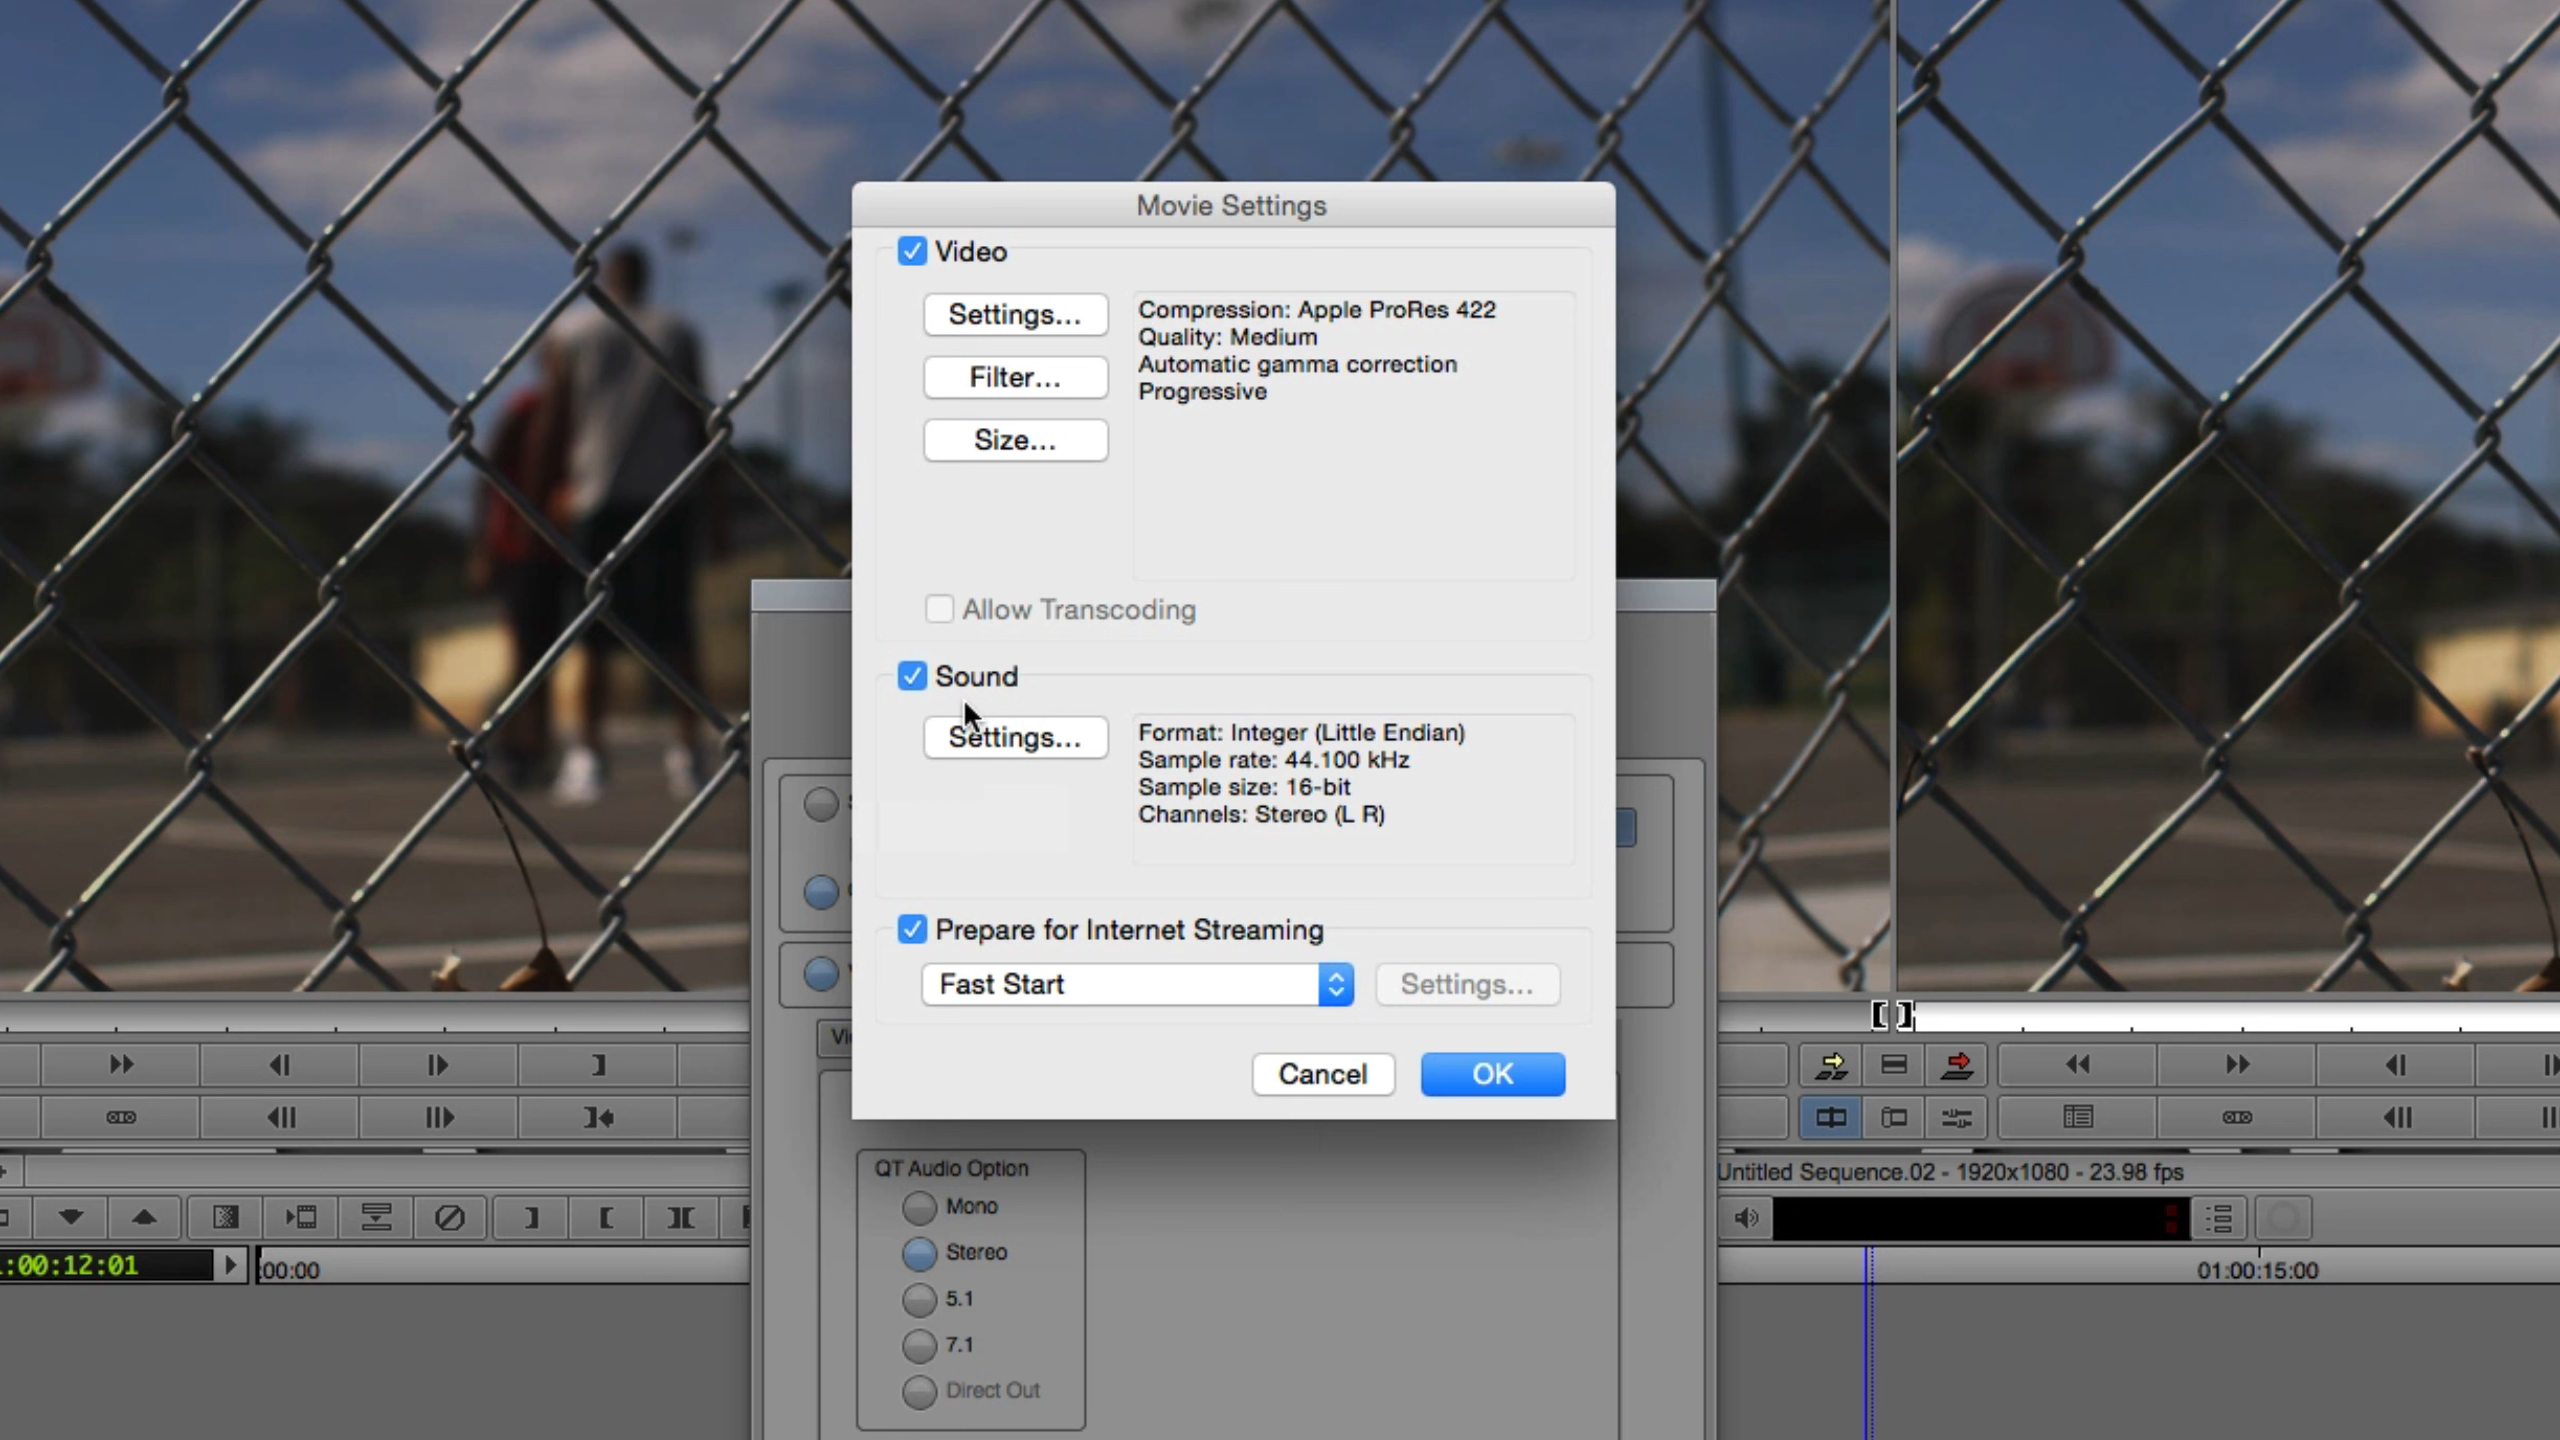 Movie Settings
Video
Settings...
Compression: Apple ProRes 422
Quality: Medium
Automatic gamma correction
Progressive
Filter...
Size...
Allow Transcoding
Sound
Settings...
Format: Integer (Little Endian)
Sample rate: 44.100 kHz
Sample size: 16-bit
Channels: Stereo (L R)
Prepare for Internet Streaming
Fast Start
Settings...
Cancel
OK
QT Audio Option
Mono
Stereo
5.1
7.1
Direct Out
Untitled Sequence.02 - 1920x1080 - 23.98 fps
:00:12:01
:00:00
01:00:15:00